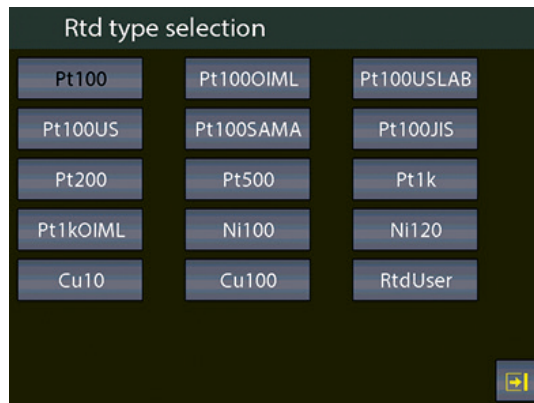 Rtd type selection
Pt100 Pt100OIML Pt100USLAB
Pt100US Pt100SAMA Pt100JIS
Pt200 Pt500 Pt1k
Pt1kOIML Ni100 Ni120
Cu10 Cu100 RtdUser